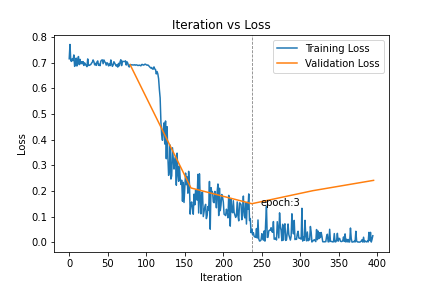 Iteration vs Loss
Training Loss
Validation Loss
Loss
0.8
0.7
0.6
0.5
0.4
0.3
0.2
0.1
0.0
epoch:3
0 50 100 150 200 250 300 350 400
Iteration